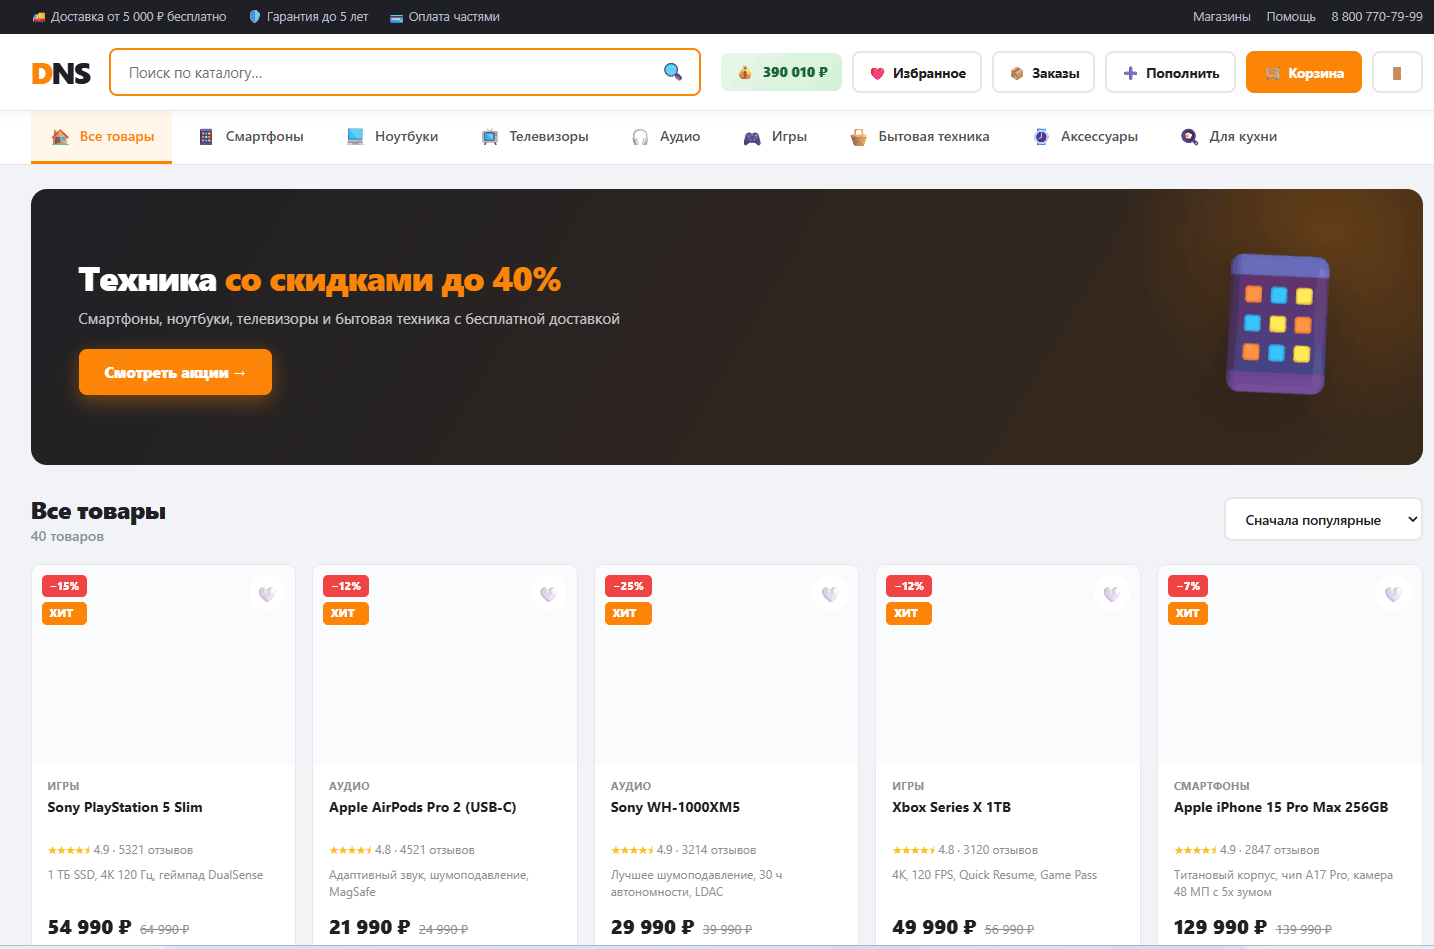 Доставка от 5 000 ₽ бесплатно Гарантия до 5 лет Оплата частями Магазины Помощь 8 800 770-79-99
DNS Поиск по каталогу... 390 010 ₽ Избранное Заказы Пополнить Корзина
Все товары Смартфоны Ноутбуки Телевизоры Аудио Игры Бытовая техника Аксессуары Для кухни
Техника со скидками до 40%
Смартфоны, ноутбуки, телевизоры и бытовая техника с бесплатной доставкой
Смотреть акции →
Все товары
40 товаров
Сначала популярные
−15%
ХИТ
ИГРЫ
Sony PlayStation 5 Slim
4.9 · 5321 отзывов
1 ТБ SSD, 4K 120 Гц, геймпад DualSense
54 990 ₽ 64 990 ₽
−12%
ХИТ
АУДИО
Apple AirPods Pro 2 (USB-C)
4.8 · 4521 отзывов
Адаптивный звук, шумоподавление,
MagSafe
21 990 ₽ 24 990 ₽
−25%
ХИТ
АУДИО
Sony WH-1000XM5
4.9 · 3214 отзывов
Лучшее шумоподавление, 30 ч
автономности, LDAC
29 990 ₽ 39 990 ₽
−12%
ХИТ
ИГРЫ
Xbox Series X 1TB
4.8 · 3120 отзывов
4K, 120 FPS, Quick Resume, Game Pass
49 990 ₽ 56 990 ₽
−7%
ХИТ
СМАРТФОНЫ
Apple iPhone 15 Pro Max 256GB
4.9 · 2847 отзывов
Титановый корпус, чип A17 Pro, камера
48 МП с 5x зумом
129 990 ₽ 139 990 ₽